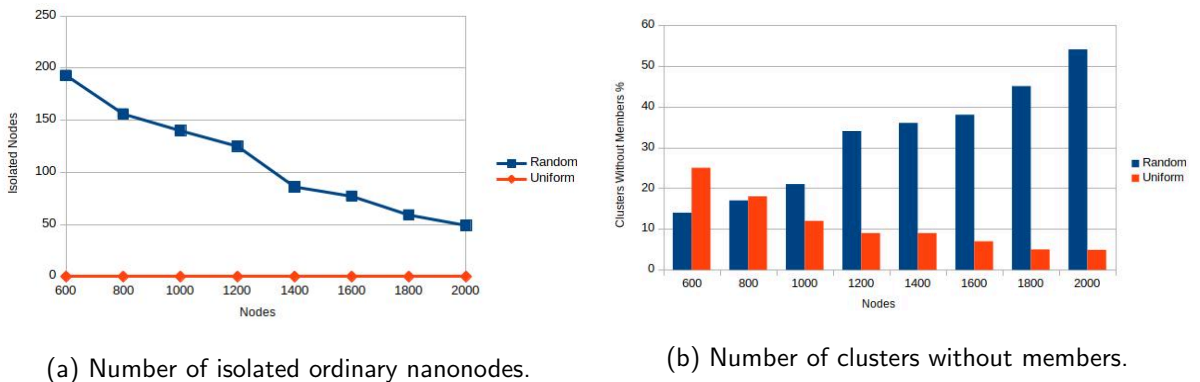 250
200
150
100
50
0
600 800 1000 1200 1400 1600 1800 2000
Isolated Nodes
Nodes
Random
Uniform
(a) Number of isolated ordinary nanonodes.
60
50
40
30
20
10
0
600 800 1000 1200 1400 1600 1800 2000
Clusters Without Members %
Nodes
Random
Uniform
(b) Number of clusters without members.